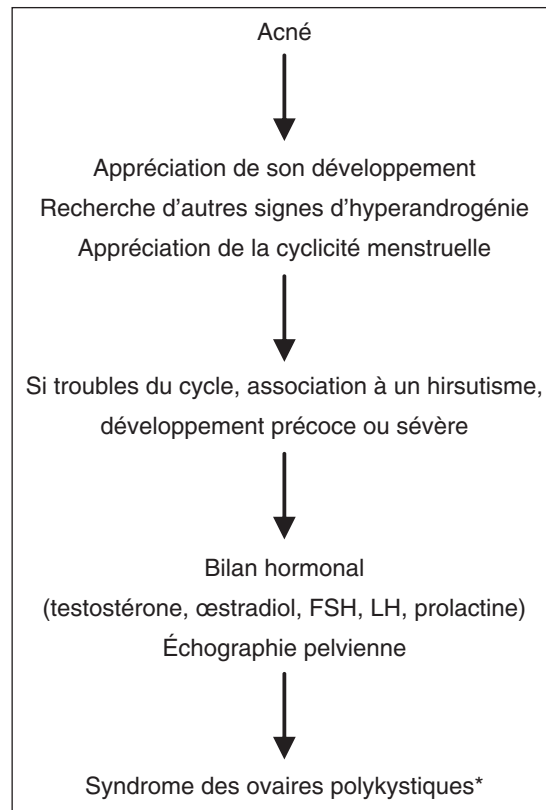 Acné
Appréciation de son développement
Recherche d'autres signes d'hyperandrogénie
Appréciation de la cyclicité menstruelle
Si troubles du cycle, association à un hirsutisme,
développement précoce ou sévère
Bilan hormonal
(testostérone, œstradiol, FSH, LH, prolactine)
Échographie pelvienne
Syndrome des ovaires polykystiques*